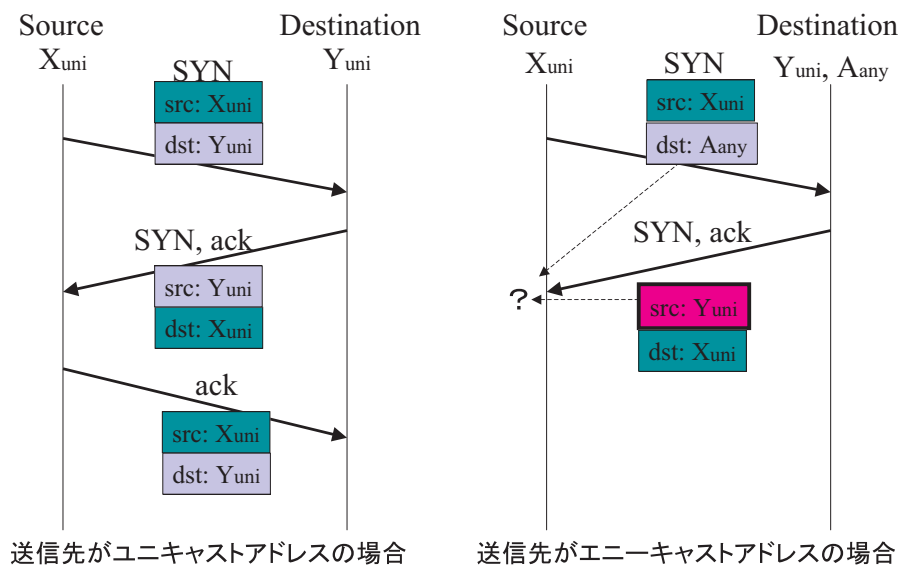 Source
Destination
Xuni
Yuni
SYN
src: Xuni
dst: Yuni
SYN, ack
src: Yuni
dst: Xuni
ack
src: Xuni
dst: Yuni
送信先がユニキャストアドレスの場合
Source
Destination
Xuni
Yuni, Aany
SYN
src: Xuni
dst: Aany
SYN, ack
?
src: Yuni
dst: Xuni
送信先がエニーキャストアドレスの場合